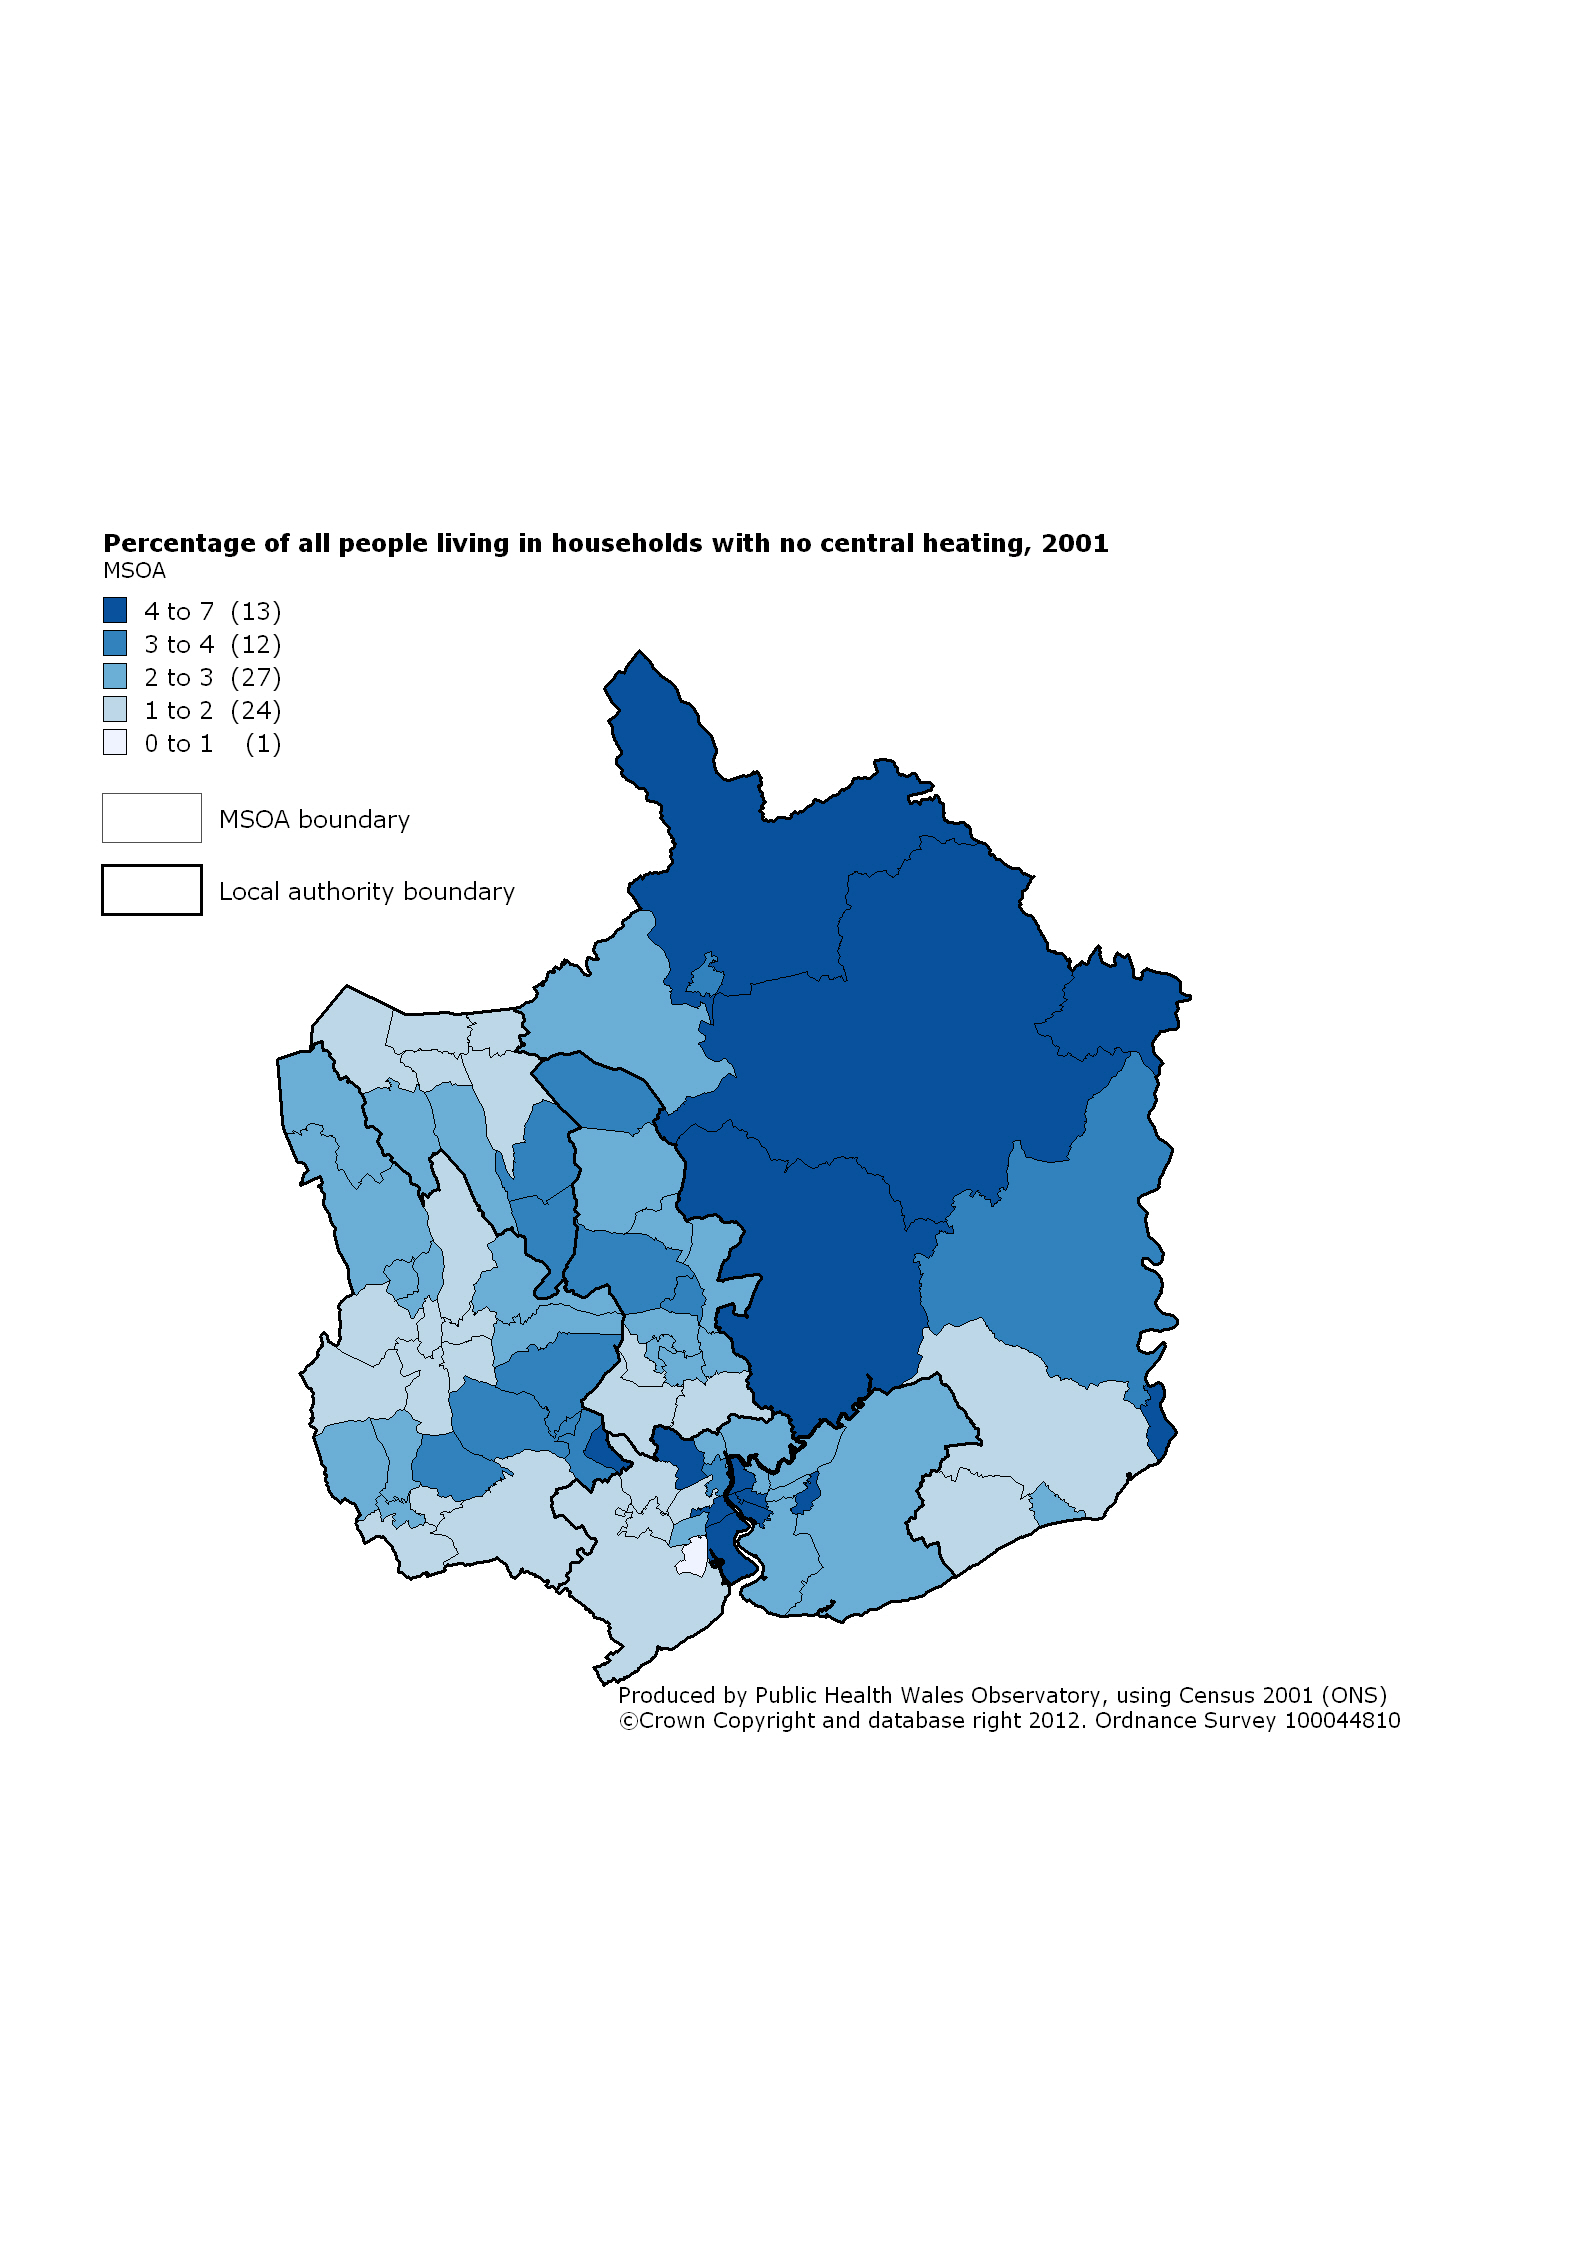 Percentage of all people living in households with no central heating, 2001
MSOA
4 to 7 (13)
3 to 4 (12)
2 to 3 (27)
1 to 2 (24)
0 to 1 (1)
MSOA boundary
Local authority boundary
Produced by Public Health Wales Observatory, using Census 2001 (ONS)
©Crown Copyright and database right 2012. Ordnance Survey 100044810